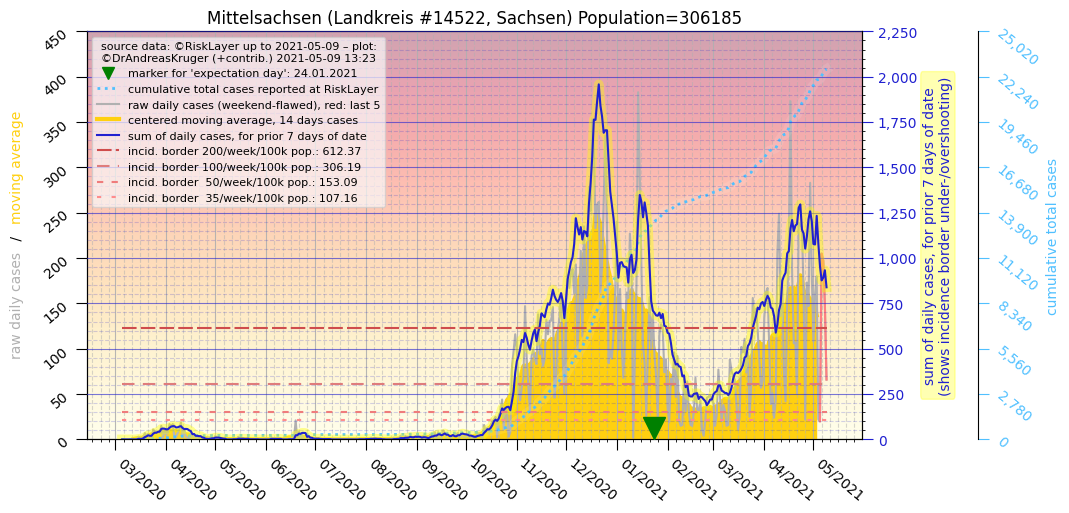 Mittelsachsen (Landkreis #14522, Sachsen) Population=306185
source data: ©RiskLayer up to 2021-05-09 – plot:
©DrAndreasKruger (+contrib.) 2021-05-09 13:23
marker for 'expectation day': 24.01.2021
cumulative total cases reported at RiskLayer
raw daily cases (weekend-flawed), red: last 5
centered moving average, 14 days cases
sum of daily cases, for prior 7 days of date
incid. border 200/week/100k pop.: 612.37
incid. border 100/week/100k pop.: 306.19
incid. border  50/week/100k pop.: 153.09
incid. border  35/week/100k pop.: 107.16
raw daily cases / moving average
450
400
350
300
250
200
150
100
50
0
03/2020
04/2020
05/2020
06/2020
07/2020
08/2020
09/2020
10/2020
11/2020
12/2020
01/2021
02/2021
03/2021
04/2021
05/2021
2,250
2,000
1,750
1,500
1,250
1,000
750
500
250
0
sum of daily cases, for prior 7 days of date
(shows incidence border under-/overshooting)
25,020
22,240
19,460
16,680
13,900
11,120
8,340
5,560
2,780
0
cumulative total cases